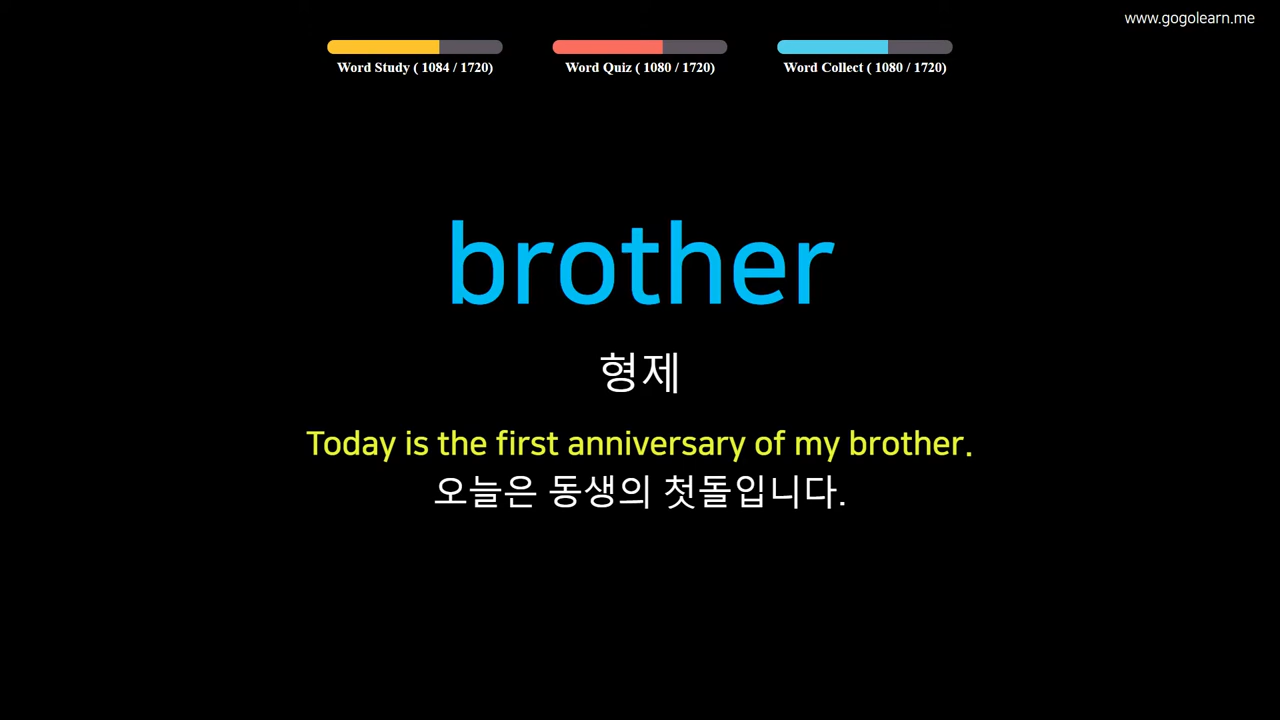 www.gogolearn.me
Word Study ( 1084 / 1720) Word Quiz ( 1080 / 1720) Word Collect ( 1080 / 1720)
brother
형제
Today is the first anniversary of my brother.
오늘은 동생의 첫돌입니다.